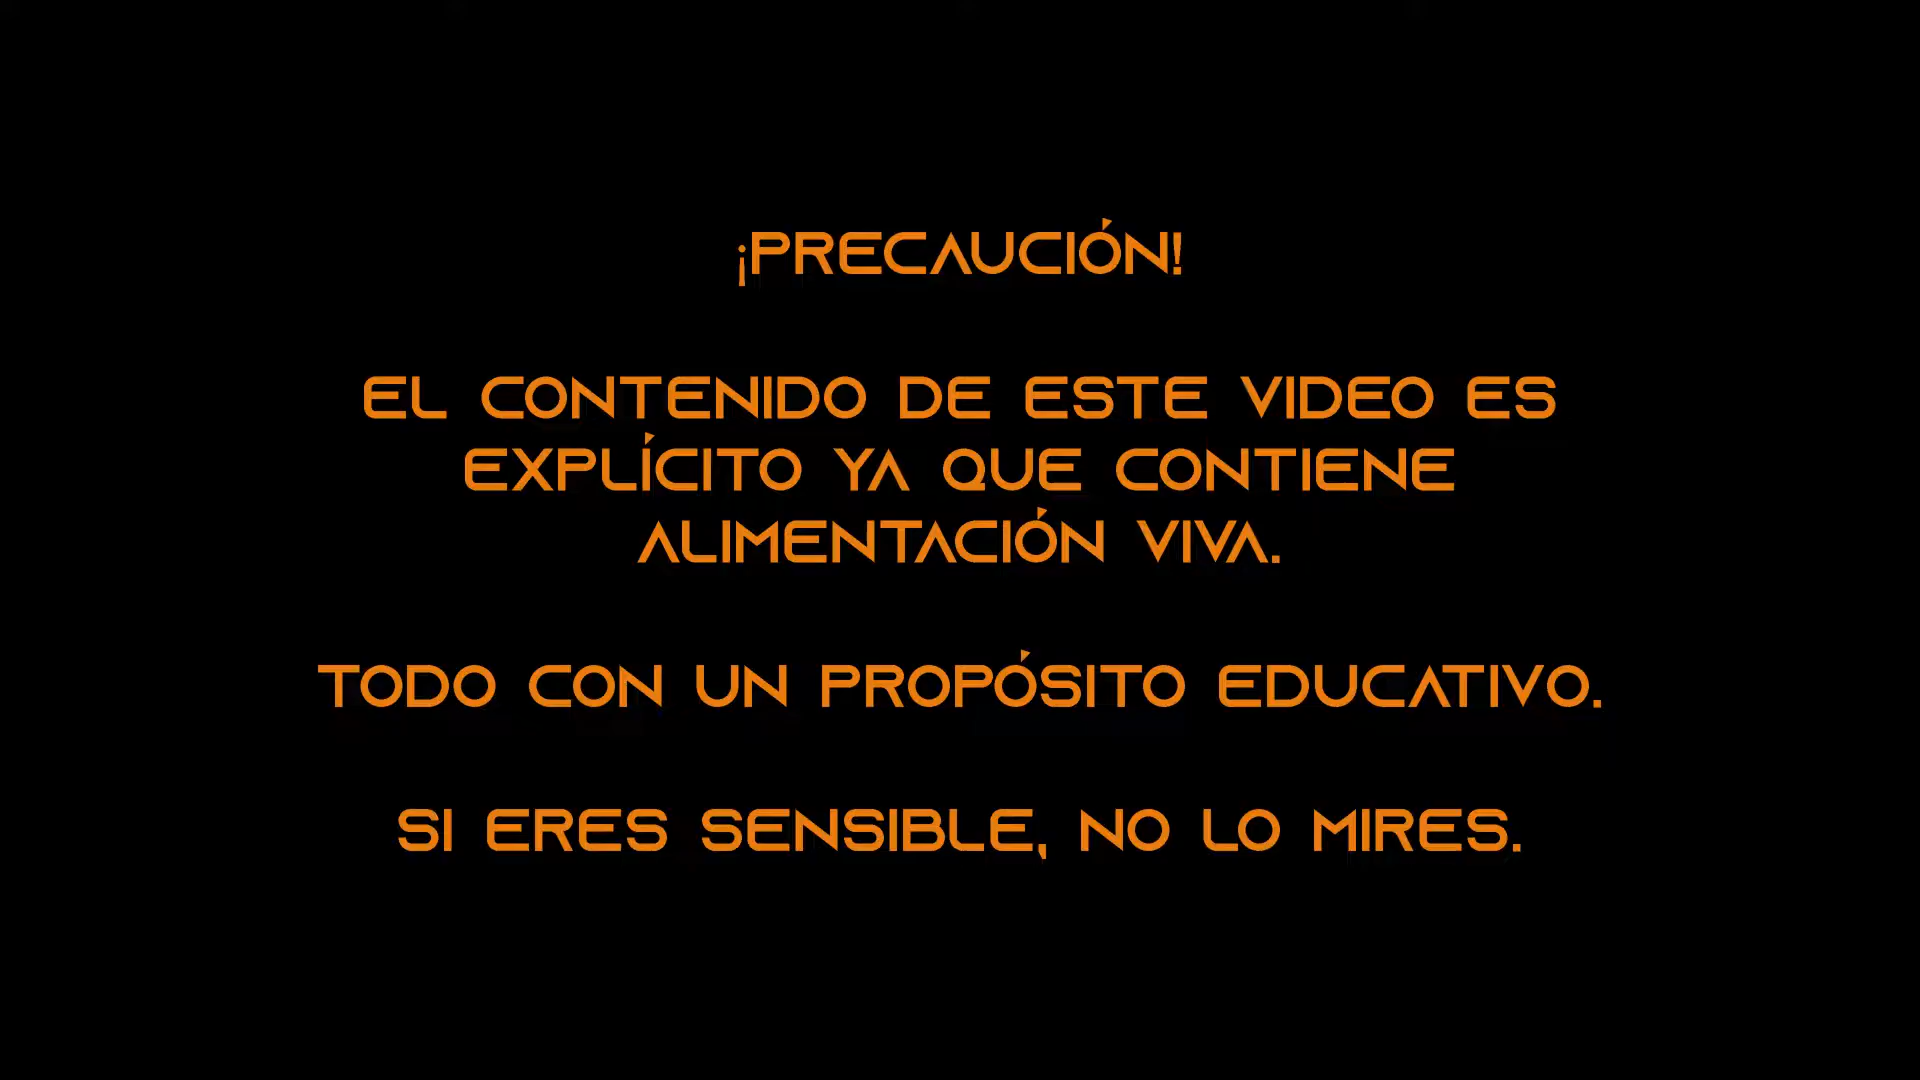 ¡PRECAUCIÓN!
EL CONTENIDO DE ESTE VIDEO ES
EXPLÍCITO YA QUE CONTIENE
ALIMENTACIÓN VIVA.
TODO CON UN PROPÓSITO EDUCATIVO.
SI ERES SENSIBLE, NO LO MIRES.